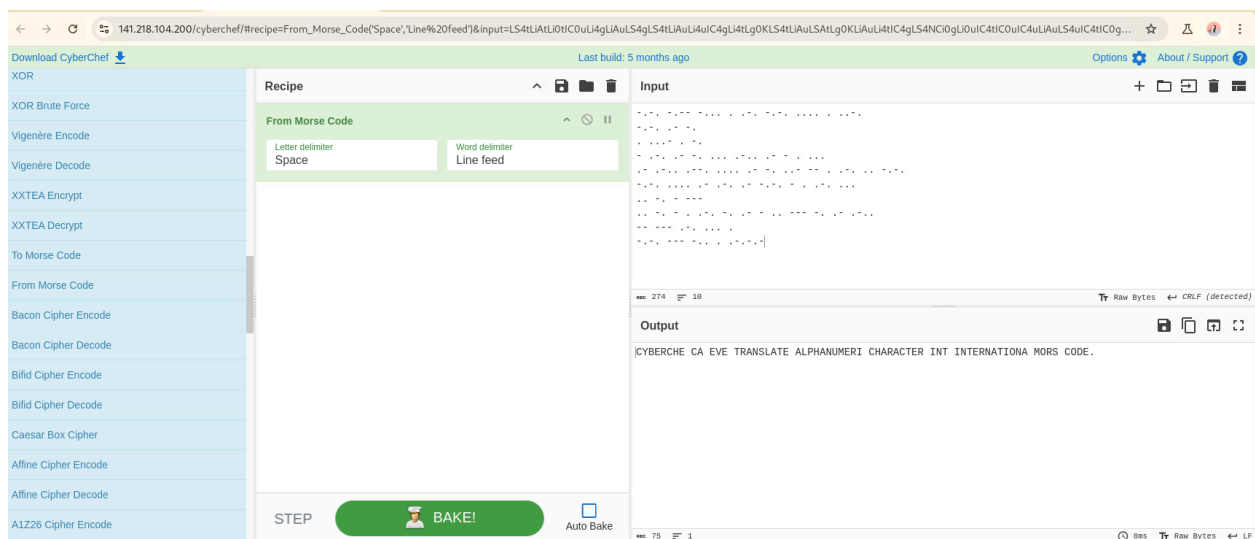 141.218.104.200/cyberchef/#recipe=From_Morse_Code('Space','Line%20feed')&input=LS4tLiAtLi0tIC0uLi4gLiAuLS4gLS4tLiAuLi4uIC4gLi4tLg0KLS4tLiAuLSAtLg0KLiAuLi4tIC4gLS4NCi0gLi0uIC4tIC0uIC4uLiAuLS4uIC4tIC0g...
Download CyberChef Last build: 5 months ago Options About / Support
XOR
XOR Brute Force
Vigenère Encode
Vigenère Decode
XXTEA Encrypt
XXTEA Decrypt
To Morse Code
From Morse Code
Bacon Cipher Encode
Bacon Cipher Decode
Bifid Cipher Encode
Bifid Cipher Decode
Caesar Box Cipher
Affine Cipher Encode
Affine Cipher Decode
A1Z26 Cipher Encode
Recipe
From Morse Code
Letter delimiter Word delimiter
Space Line feed
STEP BAKE! Auto Bake
Input
-.-. -.-- -... . .-. -.-. .... . ..-.
-.-. .- -.
. ...- . -.
- .-. .- -. ... .-.. .- - . ...
.- .-.. .--. .... .- -. ..- -- . .-. .. -.-.
-.-. .... .- .-. .- -.-. - . .-. ...
.. -. - ---
.. -. - . .-. -. .- - .. --- -. .- .-..
-- --- .-. ... .
-.-. --- -.. . .-.-.-
ABC 274 10 Raw Bytes CRLF (detected)
Output
CYBERCHE CA EVE TRANSLATE ALPHANUMERI CHARACTER INT INTERNATIONA MORS CODE.
ABC 75 1 8ms Raw Bytes LF